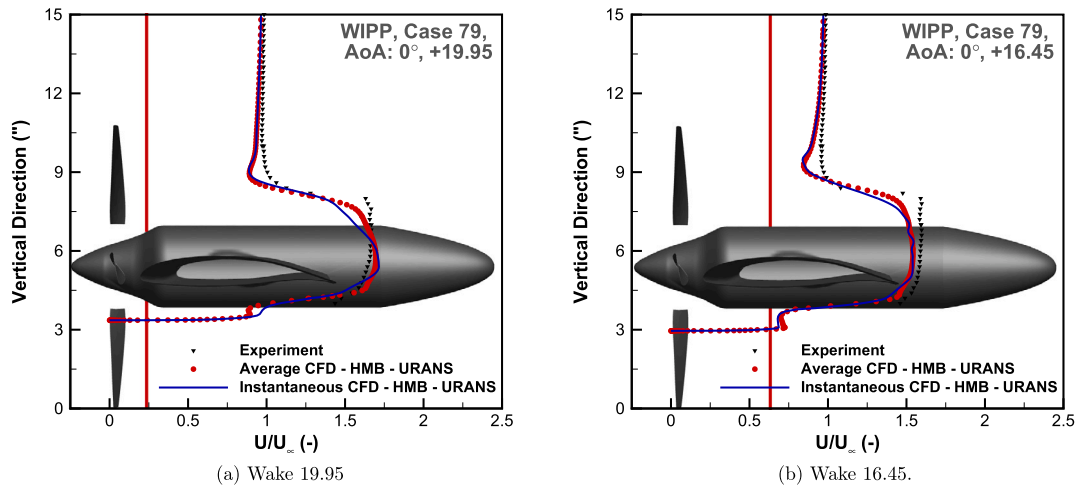 WIPP, Case 79,
AoA: 0°, +19.95
15
12
9
6
3
0
Vertical Direction (")
Experiment
Average CFD - HMB - URANS
Instantaneous CFD - HMB - URANS
0 0.5 1 1.5 2 2.5
U/U∞ (-)
(a) Wake 19.95
WIPP, Case 79,
AoA: 0°, +16.45
15
12
9
6
3
0
Vertical Direction (")
Experiment
Average CFD - HMB - URANS
Instantaneous CFD - HMB - URANS
0 0.5 1 1.5 2 2.5
U/U∞ (-)
(b) Wake 16.45.